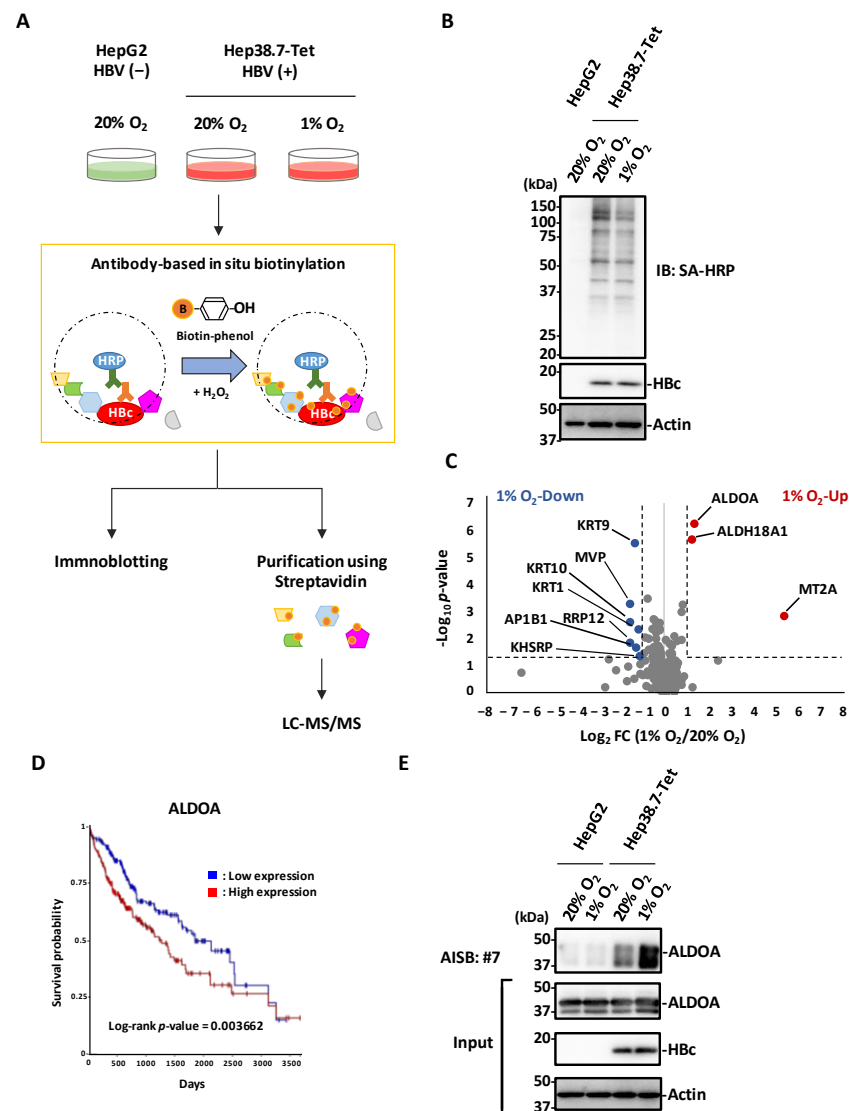 A
HepG2
HBV (–)
Hep38.7-Tet
HBV (+)
20% O2
20% O2
1% O2
Antibody-based in situ biotinylation
B
OH
Biotin-phenol
+ H2O2
HRP
HBc
HRP
HBc
Immnoblotting
Purification using
Streptavidin
LC-MS/MS
B
HepG2
Hep38.7-Tet
20% O2
20% O2
1% O2
(kDa)
150
100
75
50
37
25
20
IB: SA-HRP
20
HBc
50
37
Actin
C
1% O2-Down
1% O2-Up
7
6
5
4
3
2
1
0
-Log10 p-value
KRT9
MVP
KRT10
KRT1
AP1B1
RRP12
KHSRP
ALDOA
ALDH18A1
MT2A
–8 –7 –6 –5 –4 –3 –2 –1 0 1 2 3 4 5 6 7 8
Log2 FC (1% O2/20% O2)
D
ALDOA
: Low expression
: High expression
Survival probability
1
0.75
0.5
0.25
0
Log-rank p-value = 0.003662
0 500 1000 1500 2000 2500 3000 3500
Days
E
HepG2
Hep38.7-Tet
20% O2
1% O2
20% O2
1% O2
(kDa)
AISB: #7
50
37
ALDOA
Input
50
37
ALDOA
20
HBc
50
37
Actin